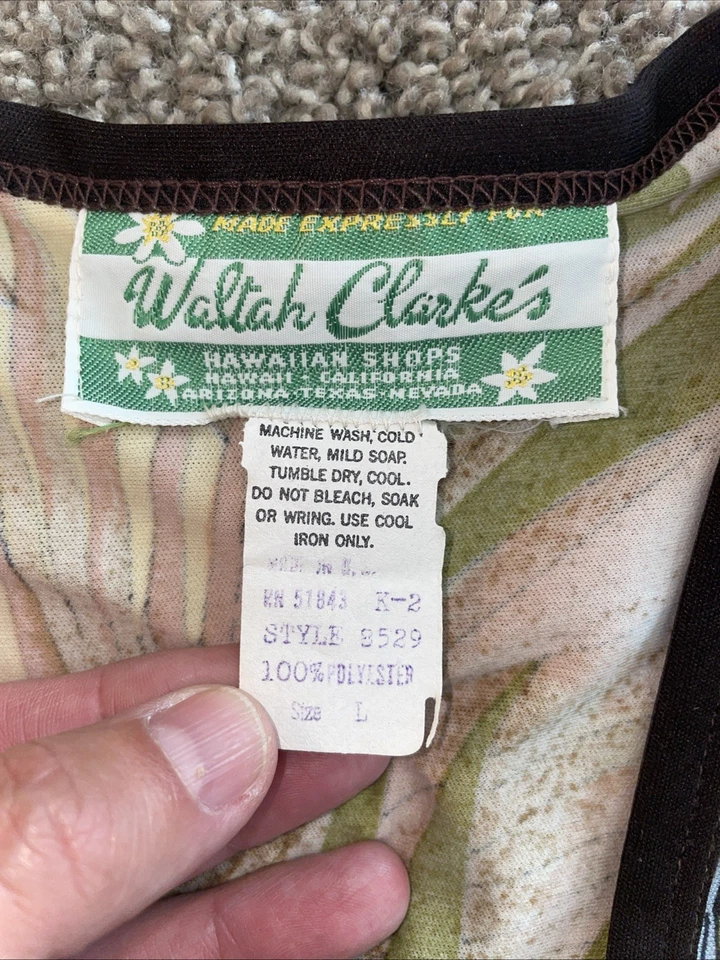 MADE EXPRESSLY FOR
Waltah Clarke's
HAWAIIAN SHOPS
HAWAII - CALIFORNIA
ARIZONA-TEXAS-NEVADA
MACHINE WASH, COLD
WATER, MILD SOAP.
TUMBLE DRY, COOL.
DO NOT BLEACH, SOAK
OR WRING. USE COOL
IRON ONLY.
MADE IN U.S.
RN 51843 K-2
STYLE 8529
100% POLYESTER
Size L